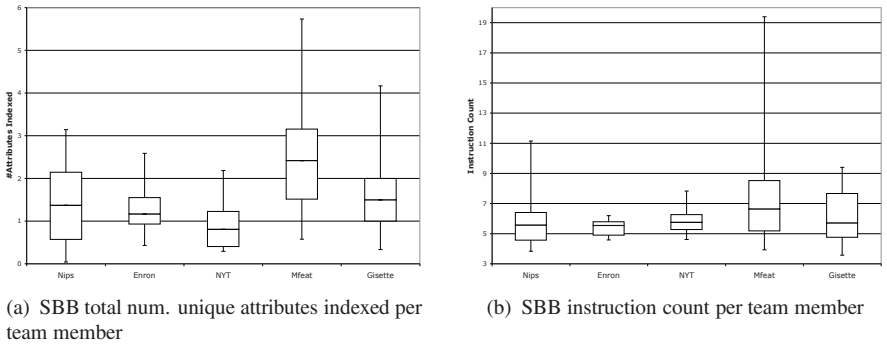 6
5
4
3
2
1
0
#Attributes Indexed
Nips Enron NYT Mfeat Gisette
19
17
15
13
11
9
7
5
3
Instruction Count
Nips Enron NYT Mfeat Gisette
(a) SBB total num. unique attributes indexed per
team member
(b) SBB instruction count per team member